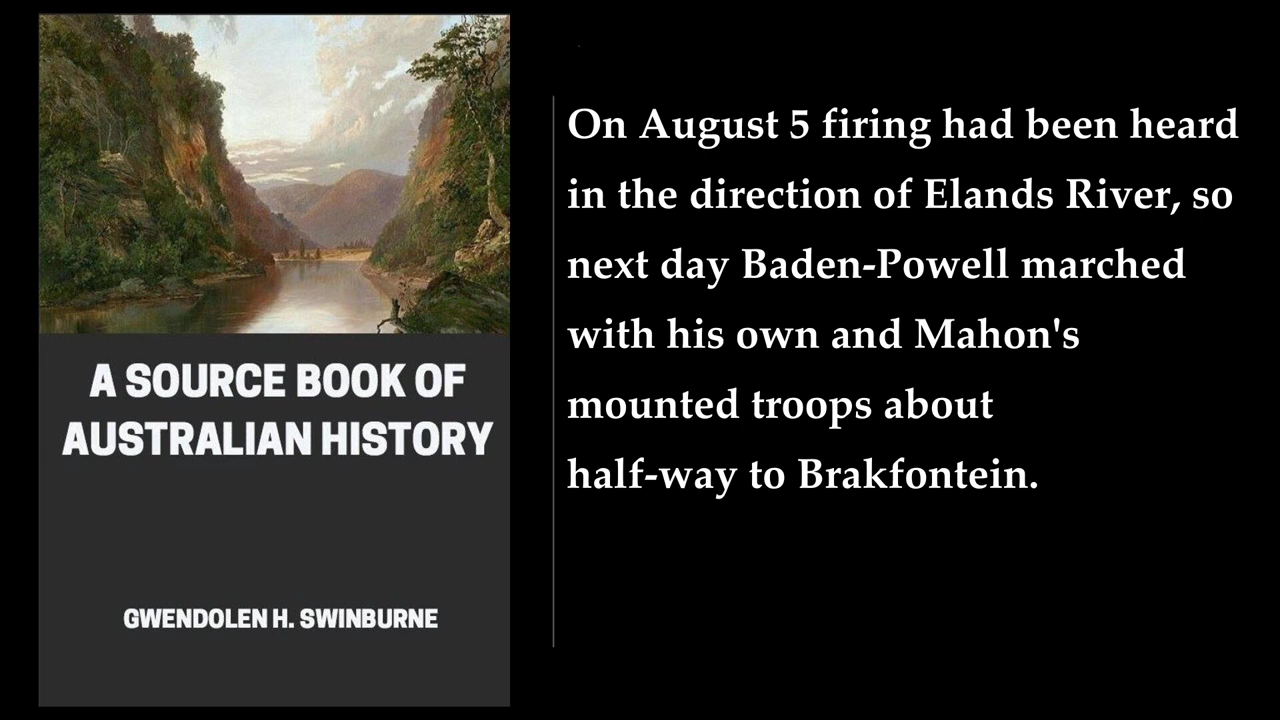 A SOURCE BOOK OF
AUSTRALIAN HISTORY
GWENDOLEN H. SWINBURNE
On August 5 firing had been heard
in the direction of Elands River, so
next day Baden-Powell marched
with his own and Mahon's
mounted troops about
half-way to Brakfontein.